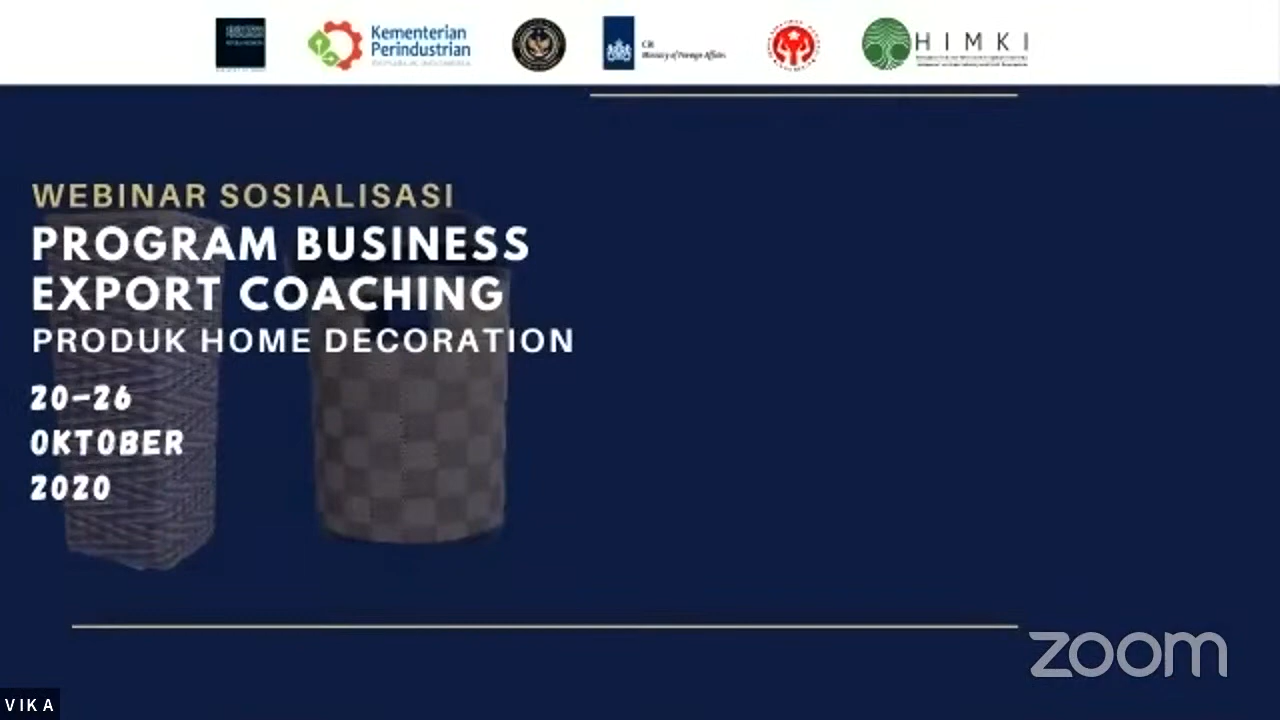 Kementerian
Perindustrian
CBI
Ministry of Foreign Affairs
HIMKI
WEBINAR SOSIALISASI
PROGRAM BUSINESS
EXPORT COACHING
PRODUK HOME DECORATION
20-26
OKTOBER
2020
zoom
VIKA